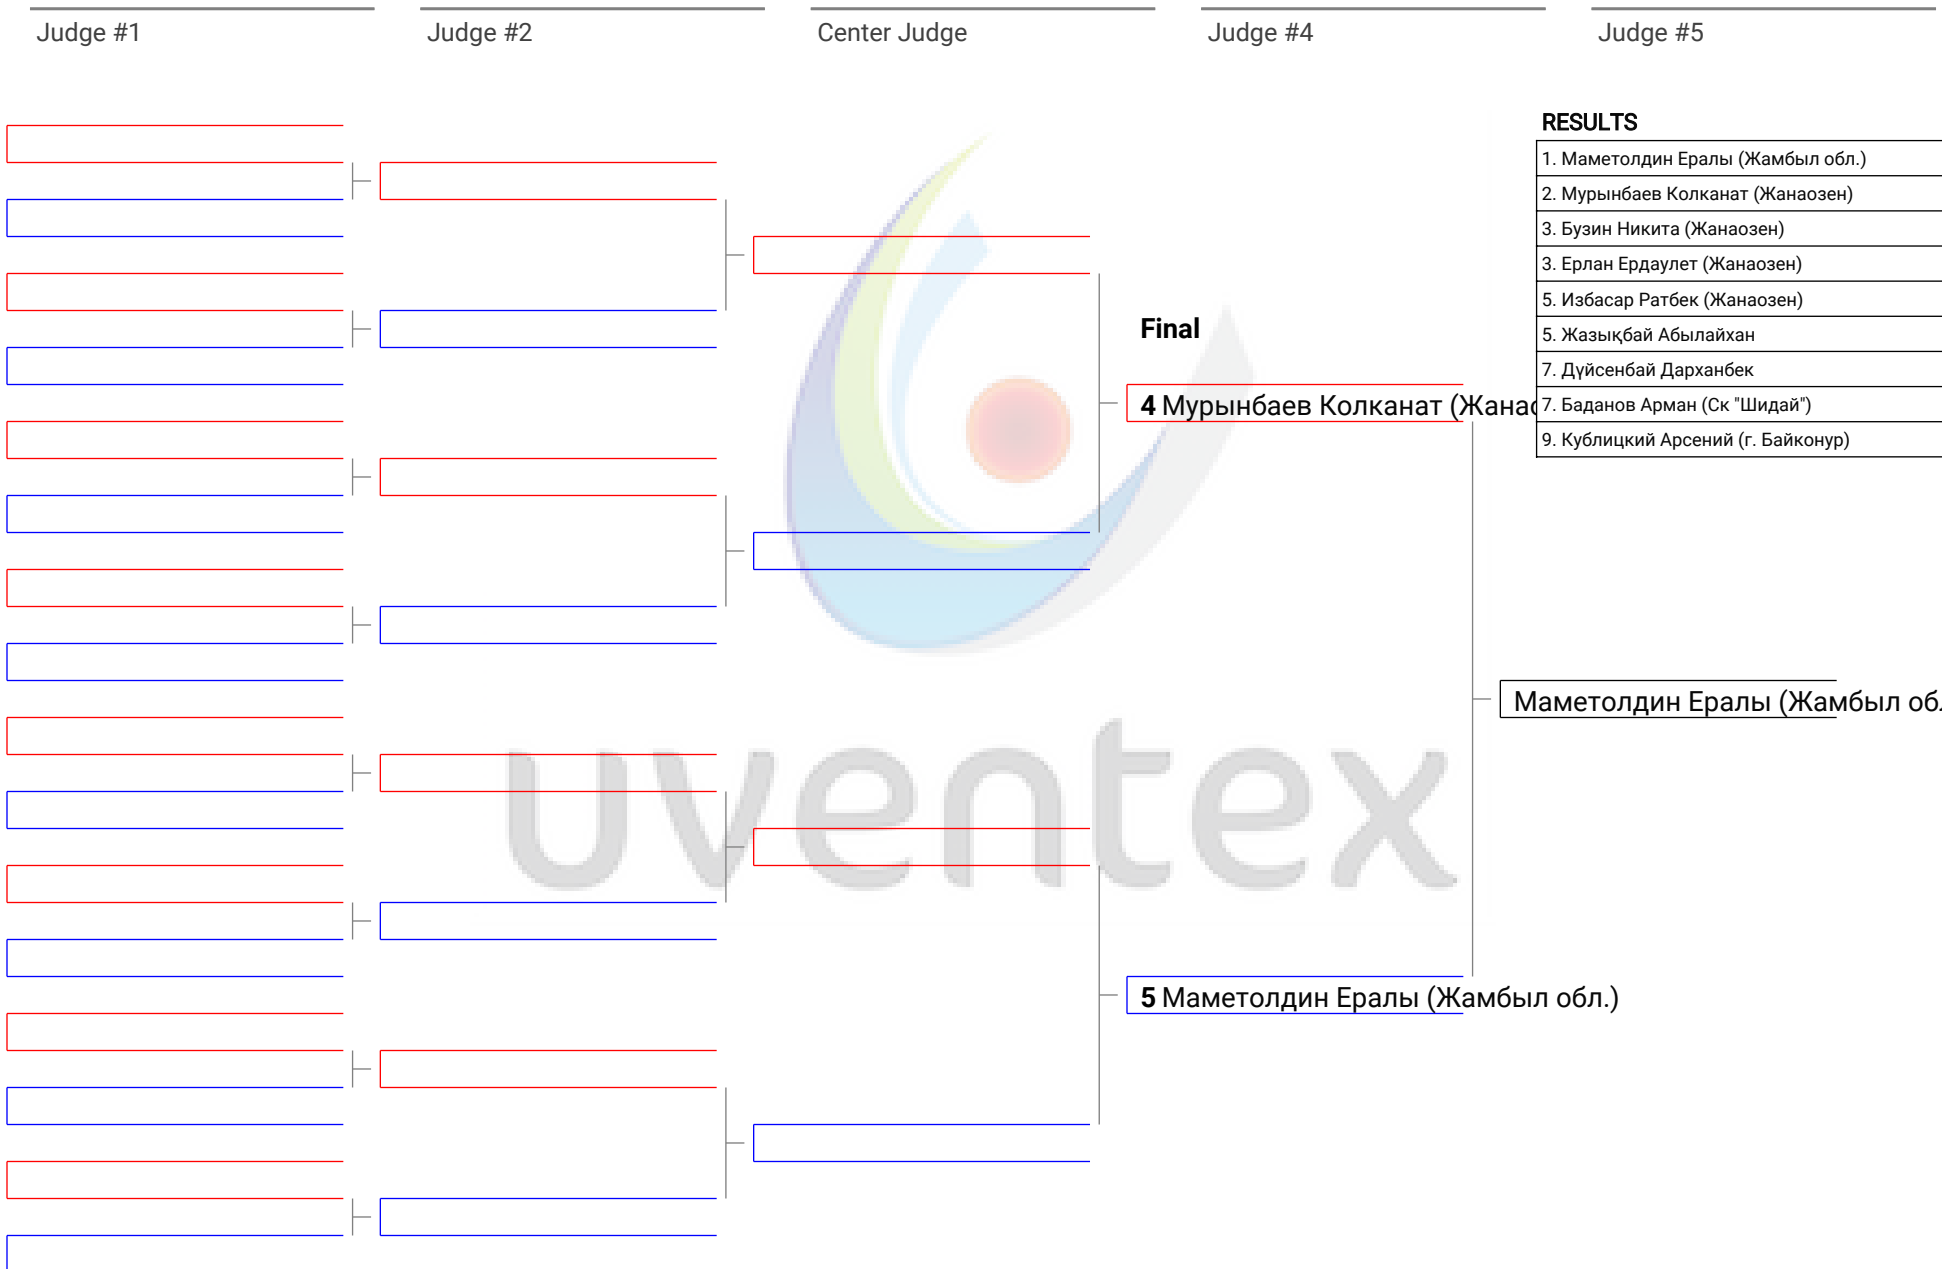 Judge #1
Judge #2
Center Judge
Judge #4
Judge #5
RESULTS
1. Маметолдин Ералы (Жамбыл обл.)
2. Мурынбаев Колканат (Жанаозен)
3. Бузин Никита (Жанаозен)
3. Ерлан Ердаулет (Жанаозен)
5. Избасар Ратбек (Жанаозен)
5. Жазықбай Абылайхан
7. Дүйсенбай Дарханбек
7. Баданов Арман (Ск "Шидай")
9. Кублицкий Арсений (г. Байконур)
Final
4 Мурынбаев Колканат (Жанао
Маметолдин Ералы (Жамбыл обл
uventex
5 Маметолдин Ералы (Жамбыл обл.)